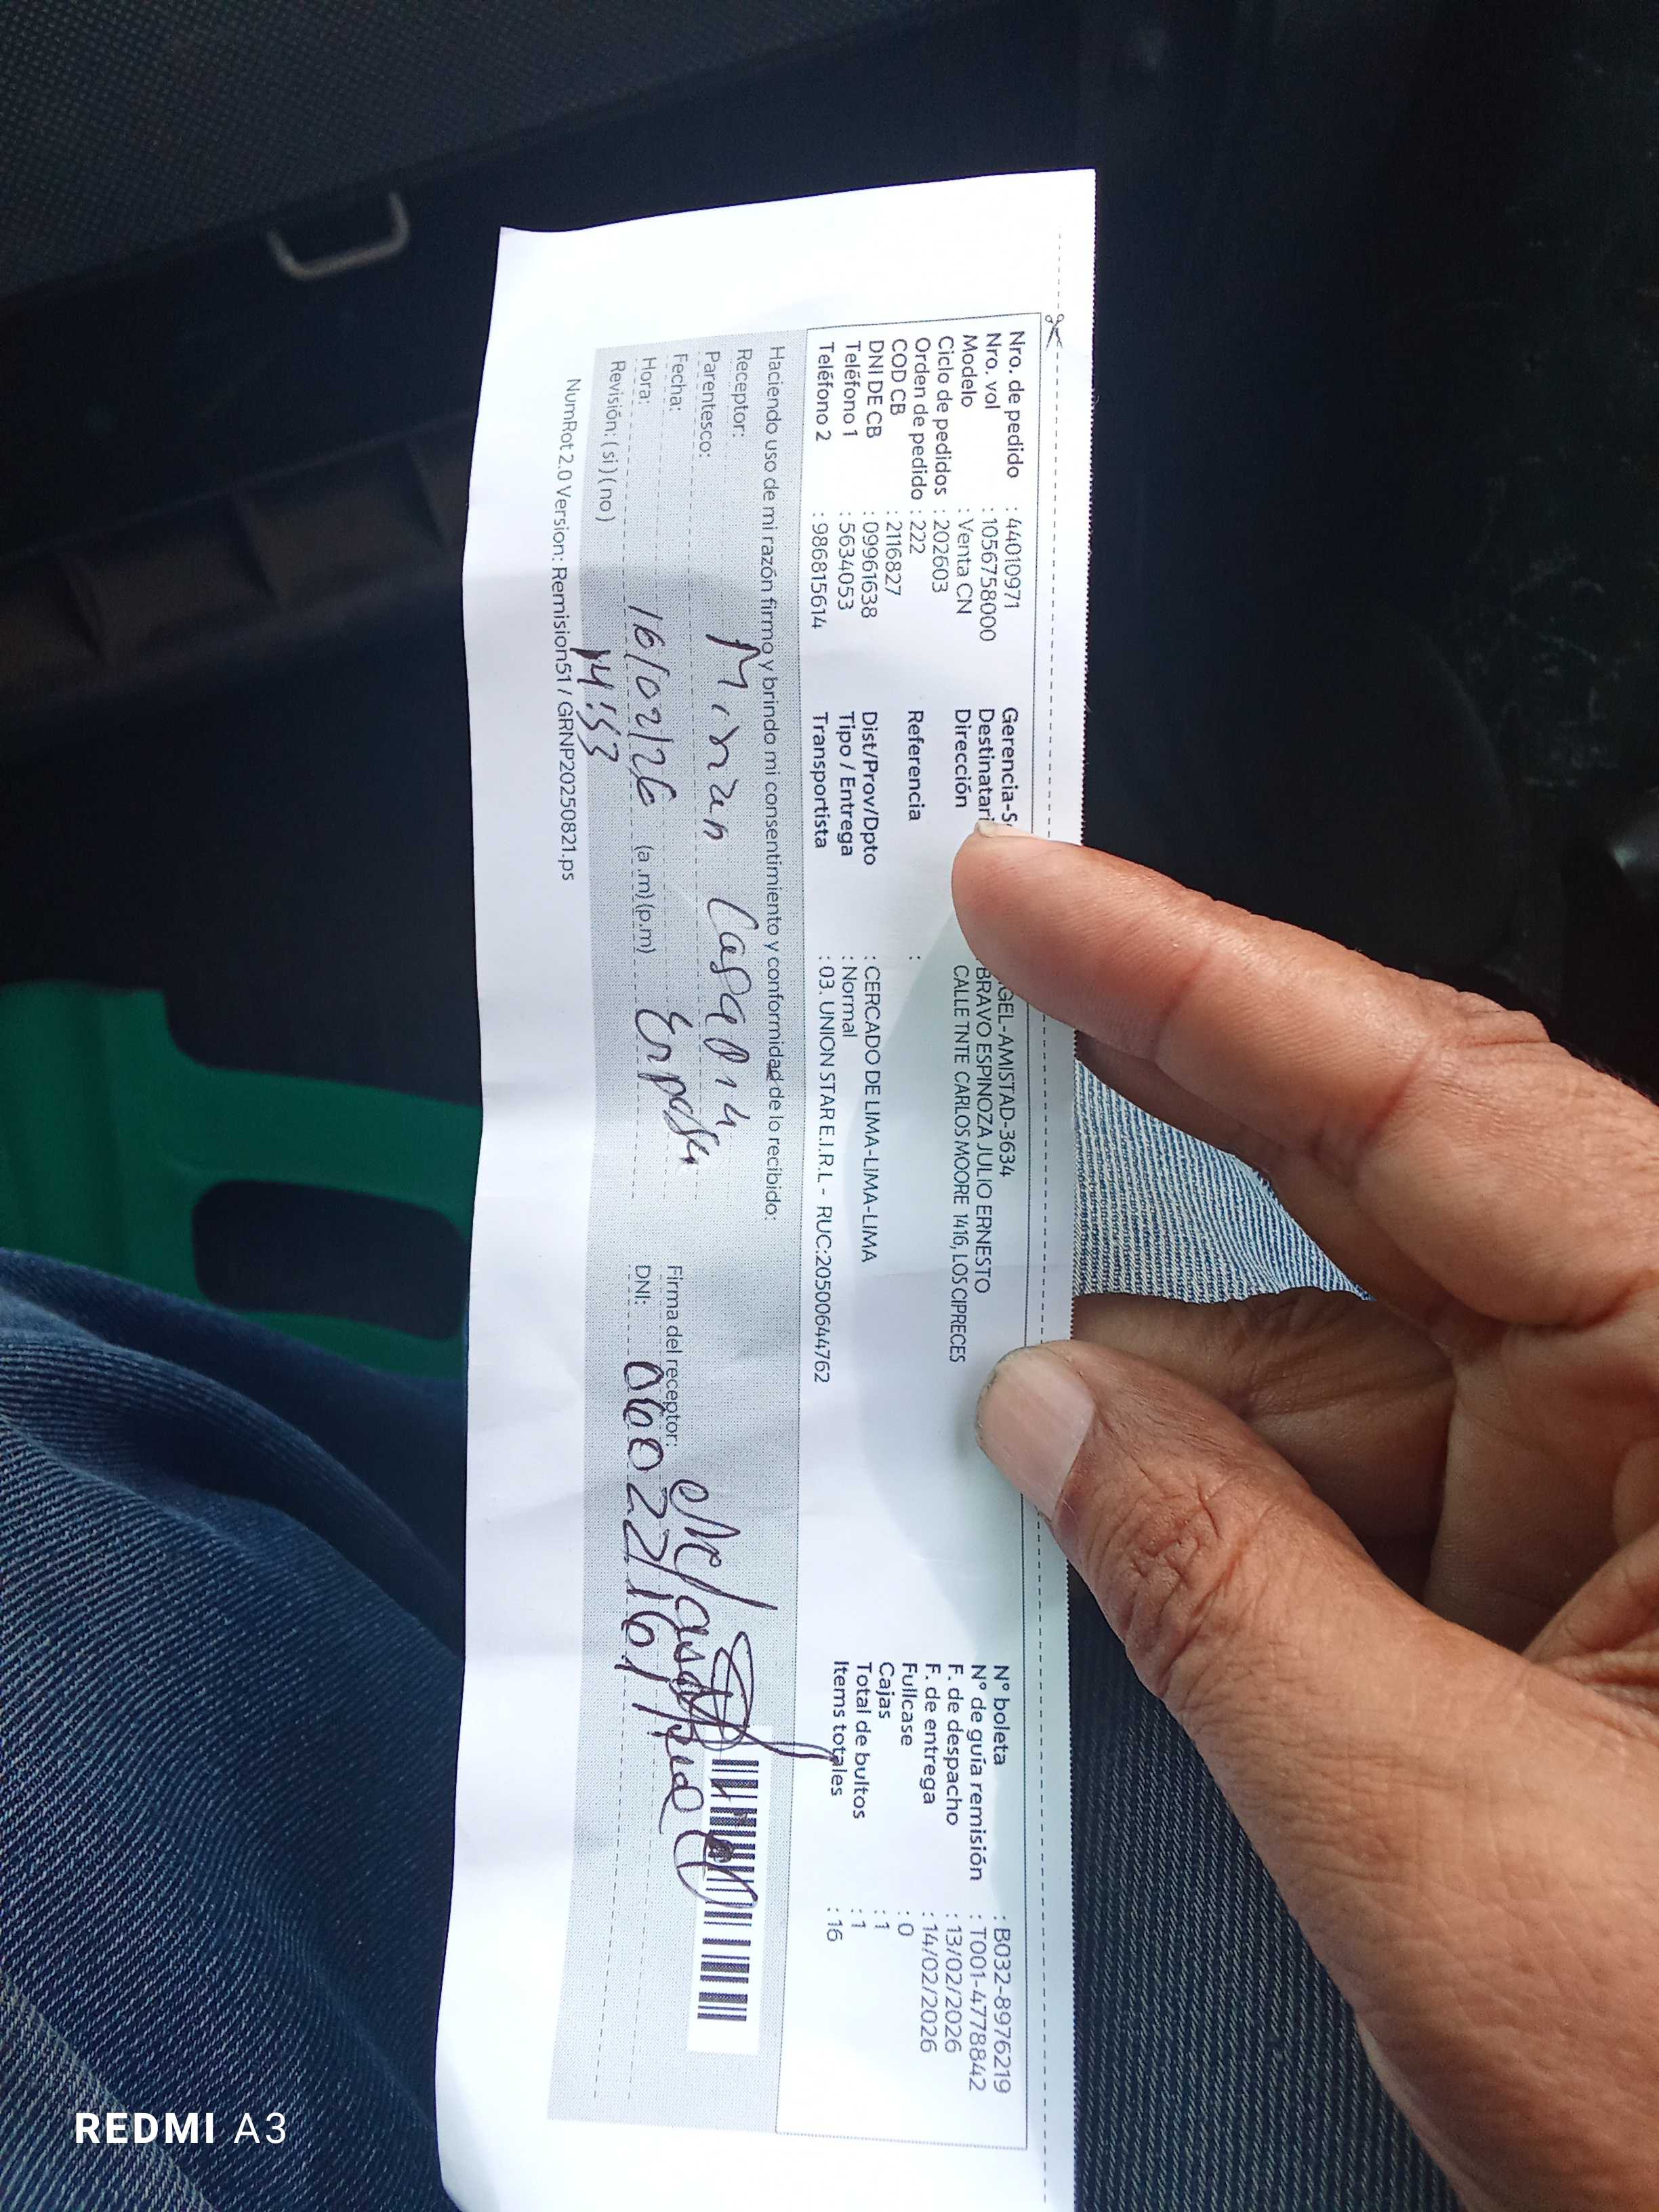 Nro. de pedido : 44010971
Nro. vol : 1056758000
Modelo : Venta CN
Ciclo de pedidos : 202603
Orden de pedido : 222
COD CB : 2116827
DNI DE CB : 09961638
Teléfono 1 : 5634053
Teléfono 2 : 986815614
Gerencia-S GEL-AMISTAD-3634
Destinatari BRAVO ESPINOZA JULIO ERNESTO
Dirección CALLE TNTE CARLOS MOORE 1416, LOS CIPRECES
Referencia :
Dist/Prov/Dpto : CERCADO DE LIMA-LIMA-LIMA
Tipo / Entrega : Normal
Transportista : 03. UNION STAR E.I.R.L - RUC:20500644762
N° boleta : B032-8976219
N° de guía remisión : T001-4778842
F. de despacho : 13/02/2026
F. de entrega : 14/02/2026
Fullcase : 0
Cajas : 1
Total de bultos : 1
Items totales : 16
Haciendo uso de mi razón firmo y brindo mi consentimiento y conformidad de lo recibido:
Receptor:
Parentesco:
Fecha: 16/02/26
Hora: 14:53 (a.m)(p.m)
Revisión: (si) (no)
Firma del receptor:
DNI:
NumRot 2.0 Version: Remision51 / GRNP20250821.ps
REDMI A3